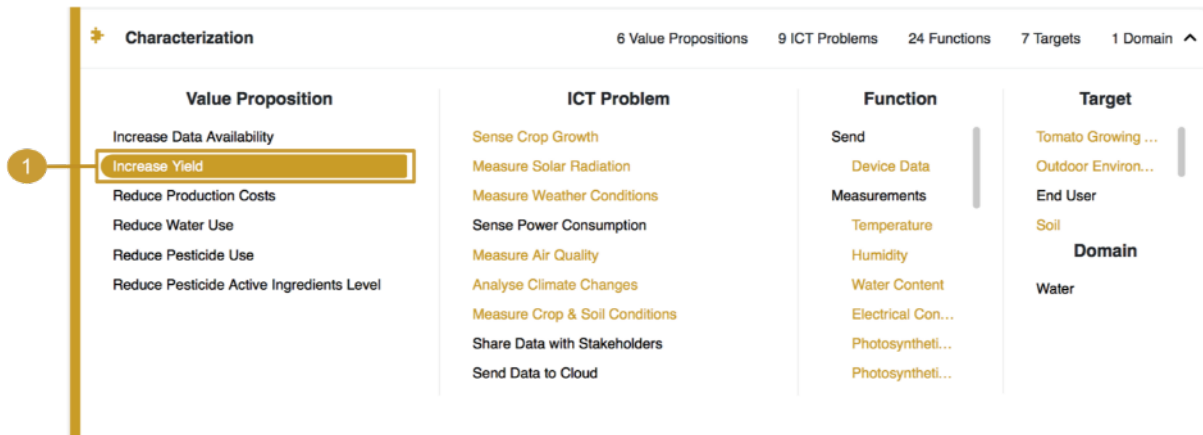 Characterization
6 Value Propositions
9 ICT Problems
24 Functions
7 Targets
1 Domain
Value Proposition
Increase Data Availability
1
Increase Yield
Reduce Production Costs
Reduce Water Use
Reduce Pesticide Use
Reduce Pesticide Active Ingredients Level
ICT Problem
Sense Crop Growth
Measure Solar Radiation
Measure Weather Conditions
Sense Power Consumption
Measure Air Quality
Analyse Climate Changes
Measure Crop & Soil Conditions
Share Data with Stakeholders
Send Data to Cloud
Function
Send
Device Data
Measurements
Temperature
Humidity
Water Content
Electrical Con...
Photosyntheti...
Photosyntheti...
Target
Tomato Growing ...
Outdoor Environ...
End User
Soil
Domain
Water